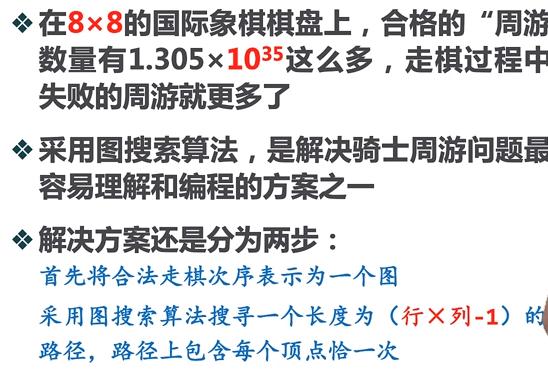 ❖在8×8的国际象棋棋盘上，合格的“周游
数量有1.305×10³⁵这么多，走棋过程中
失败的周游就更多了
❖采用图搜索算法，是解决骑士周游问题最
容易理解和编程的方案之一
❖解决方案还是分为两步：
首先将合法走棋次序表示为一个图
采用图搜索算法搜寻一个长度为（行×列-1）的
路径，路径上包含每个顶点恰一次